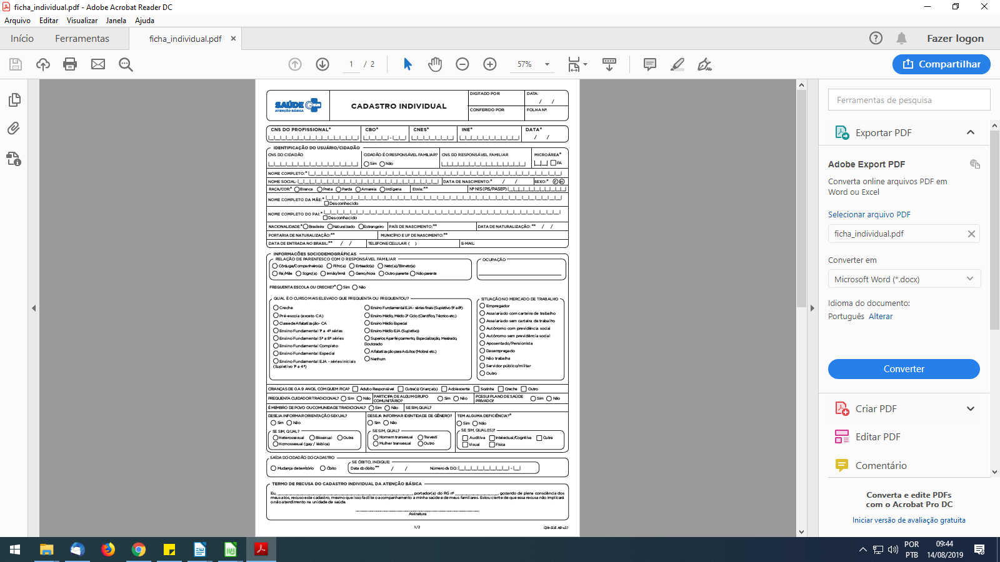 ficha_individual.pdf - Adobe Acrobat Reader DC
Arquivo Editar Visualizar Janela Ajuda
Início Ferramentas ficha_individual.pdf × Fazer logon
1 / 2 57% Compartilhar
SAÚDE SUS
ATENÇÃO BÁSICA
CADASTRO INDIVIDUAL
DIGITADO POR: DATA: / /
CONFERIDO POR: FOLHA Nº:
CNS DO PROFISSIONAL* CBO* CNES* INE* DATA*
/ /
IDENTIFICAÇÃO DO USUÁRIO/CIDADÃO
CNS DO CIDADÃO CIDADÃO É O RESPONSÁVEL FAMILIAR? CNS DO RESPONSÁVEL FAMILIAR MICROÁREA*
Sim Não FA
NOME COMPLETO:*
NOME SOCIAL: DATA DE NASCIMENTO:* / / SEXO:* F M
RAÇA/COR:* Branca Preta Parda Amarela Indígena Etnia:** Nº NIS (PIS/PASEP)
NOME COMPLETO DA MÃE:*
Desconhecido
NOME COMPLETO DO PAI:*
Desconhecido
NACIONALIDADE:* Brasileira Naturalizado Estrangeiro PAÍS DE NASCIMENTO:** DATA DE NATURALIZAÇÃO: ** / /
PORTARIA DE NATURALIZAÇÃO:** MUNICÍPIO E UF DE NASCIMENTO:**
DATA DE ENTRADA NO BRASIL:** / / TELEFONE CELULAR: ( ) E-MAIL:
INFORMAÇÕES SOCIODEMOGRÁFICAS
RELAÇÃO DE PARENTESCO COM O RESPONSÁVEL FAMILIAR
Cônjuge/Companheiro(a) Filho(a) Enteado(a) Neto(a)/Bisneto(a)
Pai/Mãe Sogro(a) Irmão/Irmã Genro/Nora Outro parente Não parente
OCUPAÇÃO
FREQUENTA ESCOLA OU CRECHE?* Sim Não
QUAL É O CURSO MAIS ELEVADO QUE FREQUENTA OU FREQUENTOU?
Creche
Pré-escola (exceto CA)
Classe de Alfabetização - CA
Ensino Fundamental 1ª a 4ª séries
Ensino Fundamental 5ª a 8ª séries
Ensino Fundamental Completo
Ensino Fundamental Especial
Ensino Fundamental EJA - séries iniciais
(Supletivo 1ª a 4ª)
Ensino Fundamental EJA - séries finais (Supletivo 5ª a 8ª)
Ensino Médio, Médio 2º Ciclo (Científico, Técnico etc.)
Ensino Médio Especial
Ensino Médio EJA (Supletivo)
Superior, Aperfeiçoamento, Especialização, Mestrado,
Doutorado
Alfabetização para Adultos (Mobral etc.)
Nenhum
SITUAÇÃO NO MERCADO DE TRABALHO
Empregador
Assalariado com carteira de trabalho
Assalariado sem carteira de trabalho
Autônomo com previdência social
Autônomo sem previdência social
Aposentado/Pensionista
Desempregado
Não trabalha
Servidor público/militar
Outro
CRIANÇAS DE 0 A 9 ANOS, COM QUEM FICA? Adulto Responsável Outra(s) Criança(s) Adolescente Sozinha Creche Outro
FREQUENTA CUIDADOR TRADICIONAL? Sim Não PARTICIPA DE ALGUM GRUPO
COMUNITÁRIO? Sim Não POSSUI PLANO DE SAÚDE
PRIVADO? Sim Não
É MEMBRO DE POVO OU COMUNIDADE TRADICIONAL? Sim Não SE SIM, QUAL?
DESEJA INFORMAR ORIENTAÇÃO SEXUAL?
Sim Não
SE SIM, QUAL?
Heterossexual Bissexual Outra
Homossexual (gay / lésbica)
DESEJA INFORMAR IDENTIDADE DE GÊNERO?
Sim Não
SE SIM, QUAL?
Homem transexual Travesti
Mulher transexual Outro
TEM ALGUMA DEFICIÊNCIA?*
Sim Não
SE SIM, QUAL(IS)?
Auditiva Intelectual/Cognitiva Outra
Visual Física
SAÍDA DO CIDADÃO DO CADASTRO
Mudança de território Óbito
SE ÓBITO, INDIQUE:
Data do óbito:** / / Número da D.O.:
TERMO DE RECUSA DO CADASTRO INDIVIDUAL DA ATENÇÃO BÁSICA
Eu, , portador(a) do RG nº , gozando de plena consciência dos
meus atos, recuso este cadastro, mesmo que isso facilite o acompanhamento a minha saúde e de meus familiares. Estou ciente de que essa recusa não implicará
o não atendimento na unidade de saúde.
Assinatura
1/2
CDS-SUS AB v.2.1
Ferramentas de pesquisa
Exportar PDF
Adobe Export PDF
Converta online arquivos PDF em
Word ou Excel
Selecionar arquivo PDF
ficha_individual.pdf
Converter em
Microsoft Word (*.docx)
Idioma do documento:
Português Alterar
Converter
Criar PDF
Editar PDF
Comentário
Converta e edite PDFs
com o Acrobat Pro DC
Iniciar versão de avaliação gratuita
POR 09:44
PTB 14/08/2019